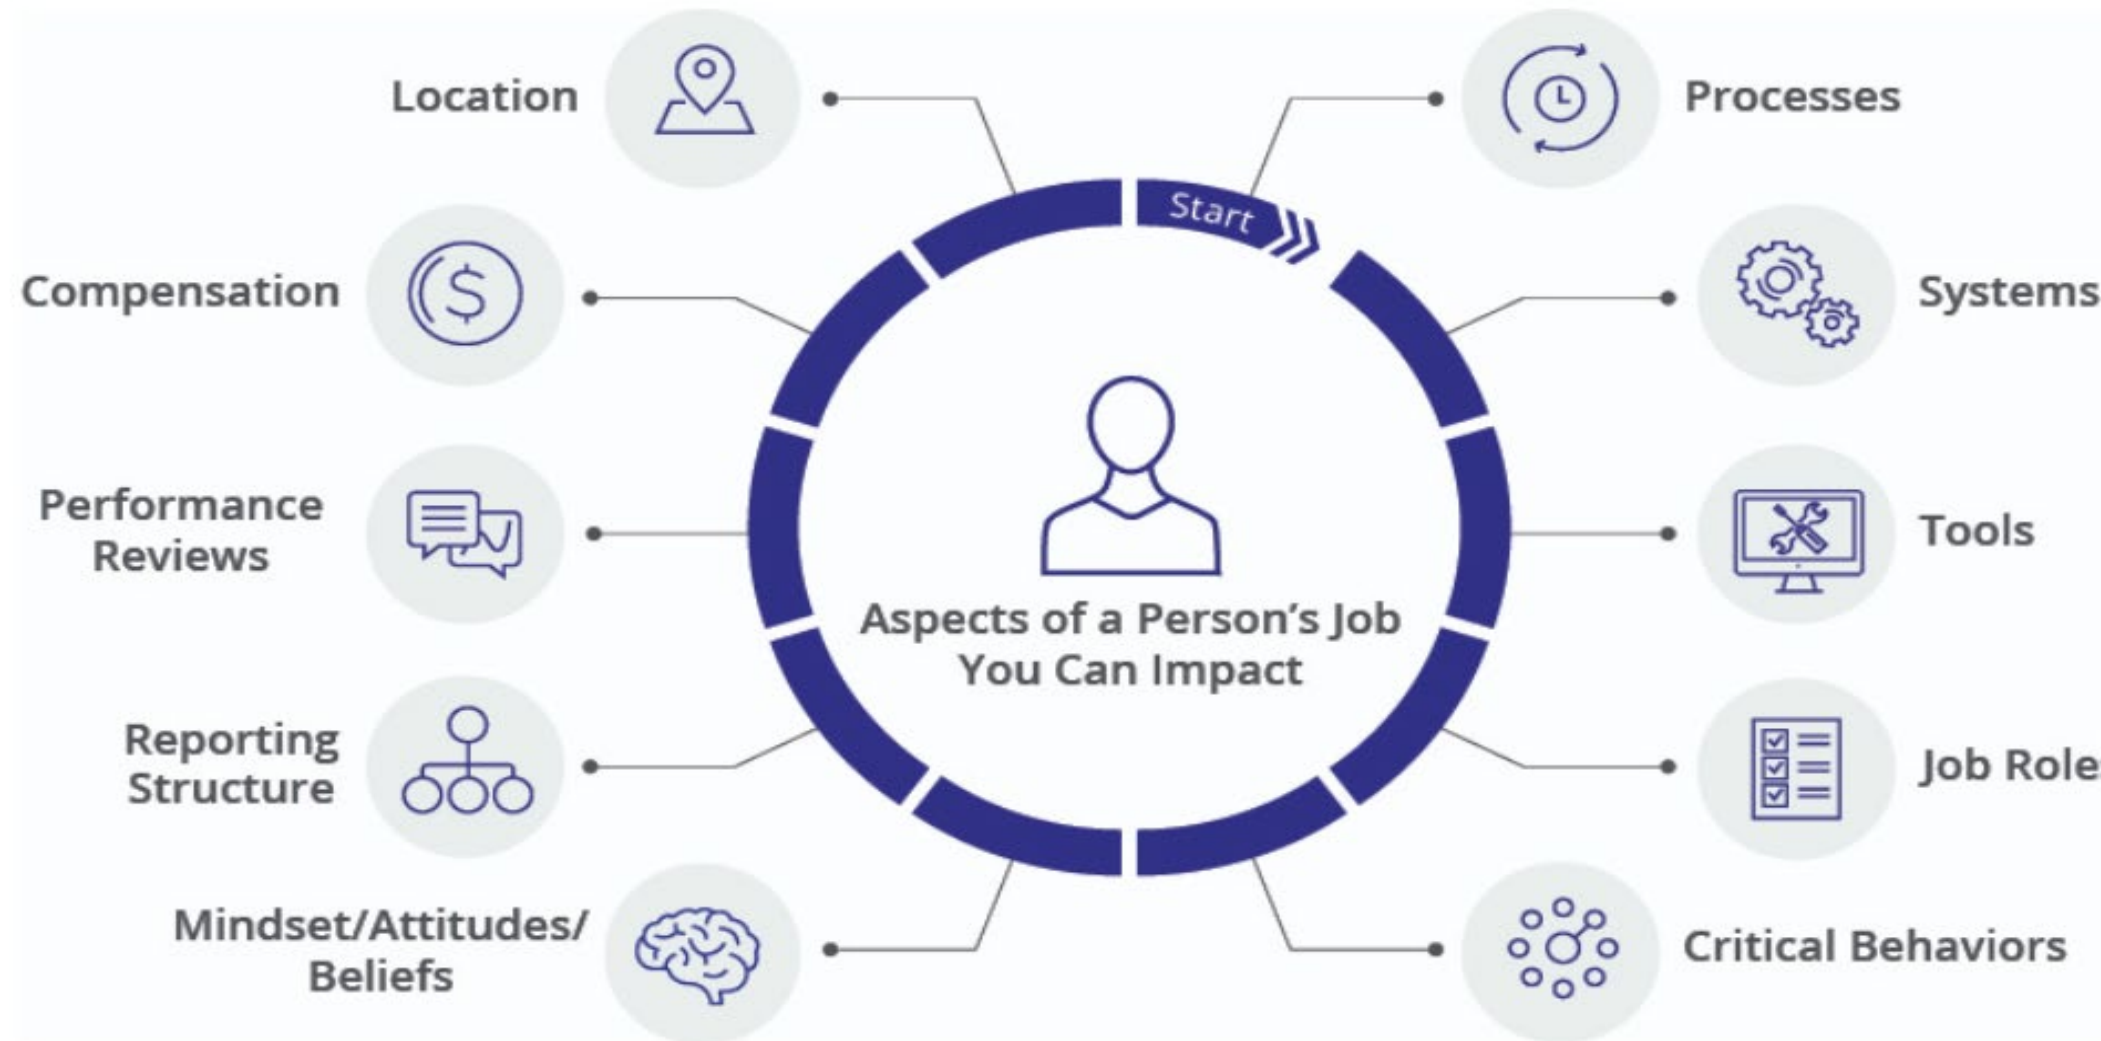 Aspects of a Person's Job
You Can Impact
Start
Processes
Systems
Tools
Job Role
Critical Behaviors
Mindset/Attitudes/
Beliefs
Reporting
Structure
Performance
Reviews
Compensation
Location